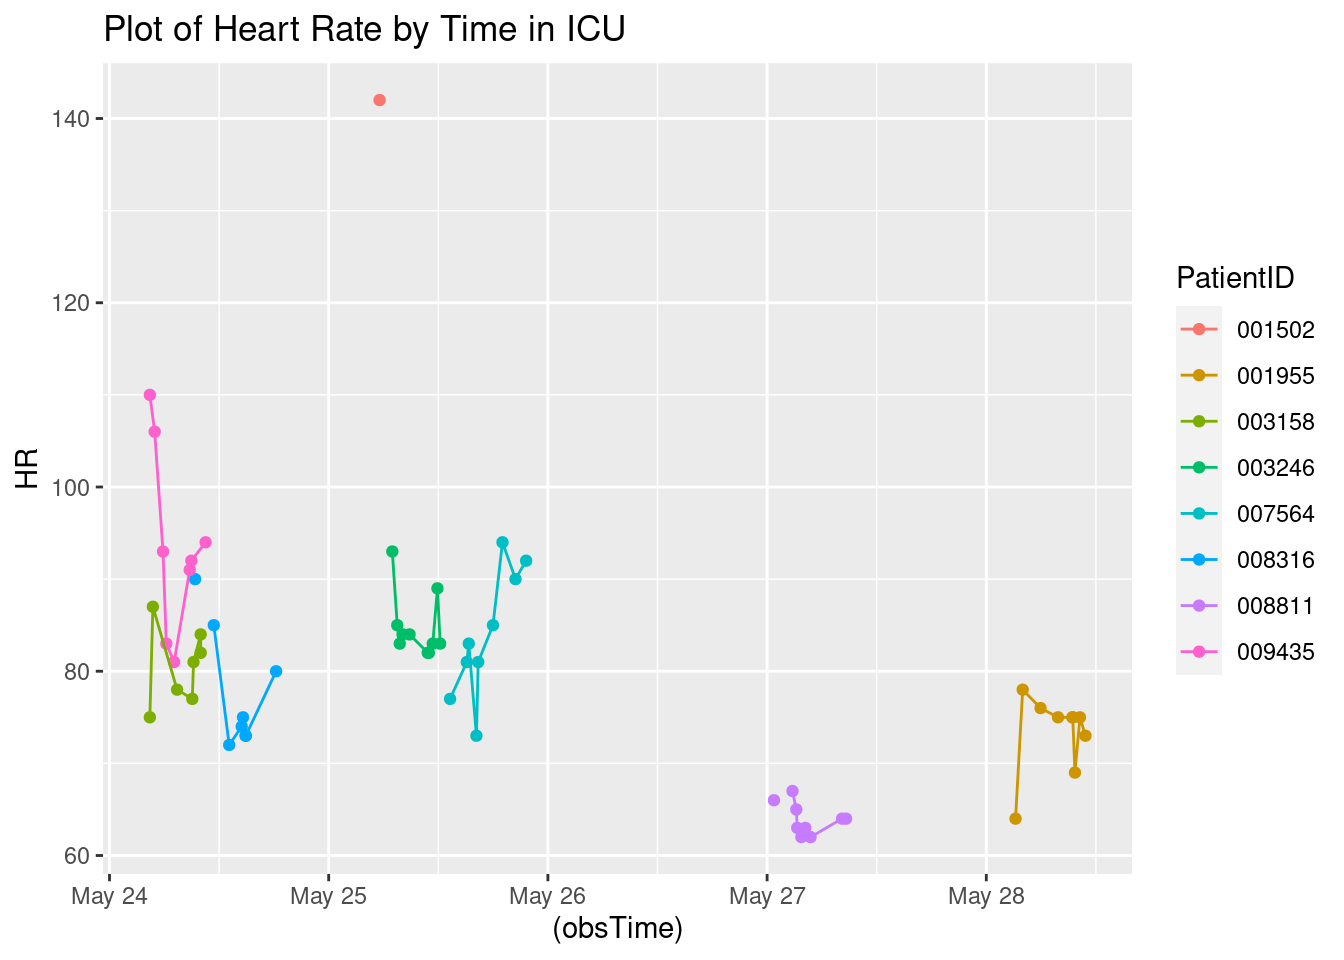 Plot of Heart Rate by Time in ICU
140
120
100
80
60
HR
May 24 May 25 May 26 May 27 May 28
(obsTime)
PatientID
001502
001955
003158
003246
007564
008316
008811
009435